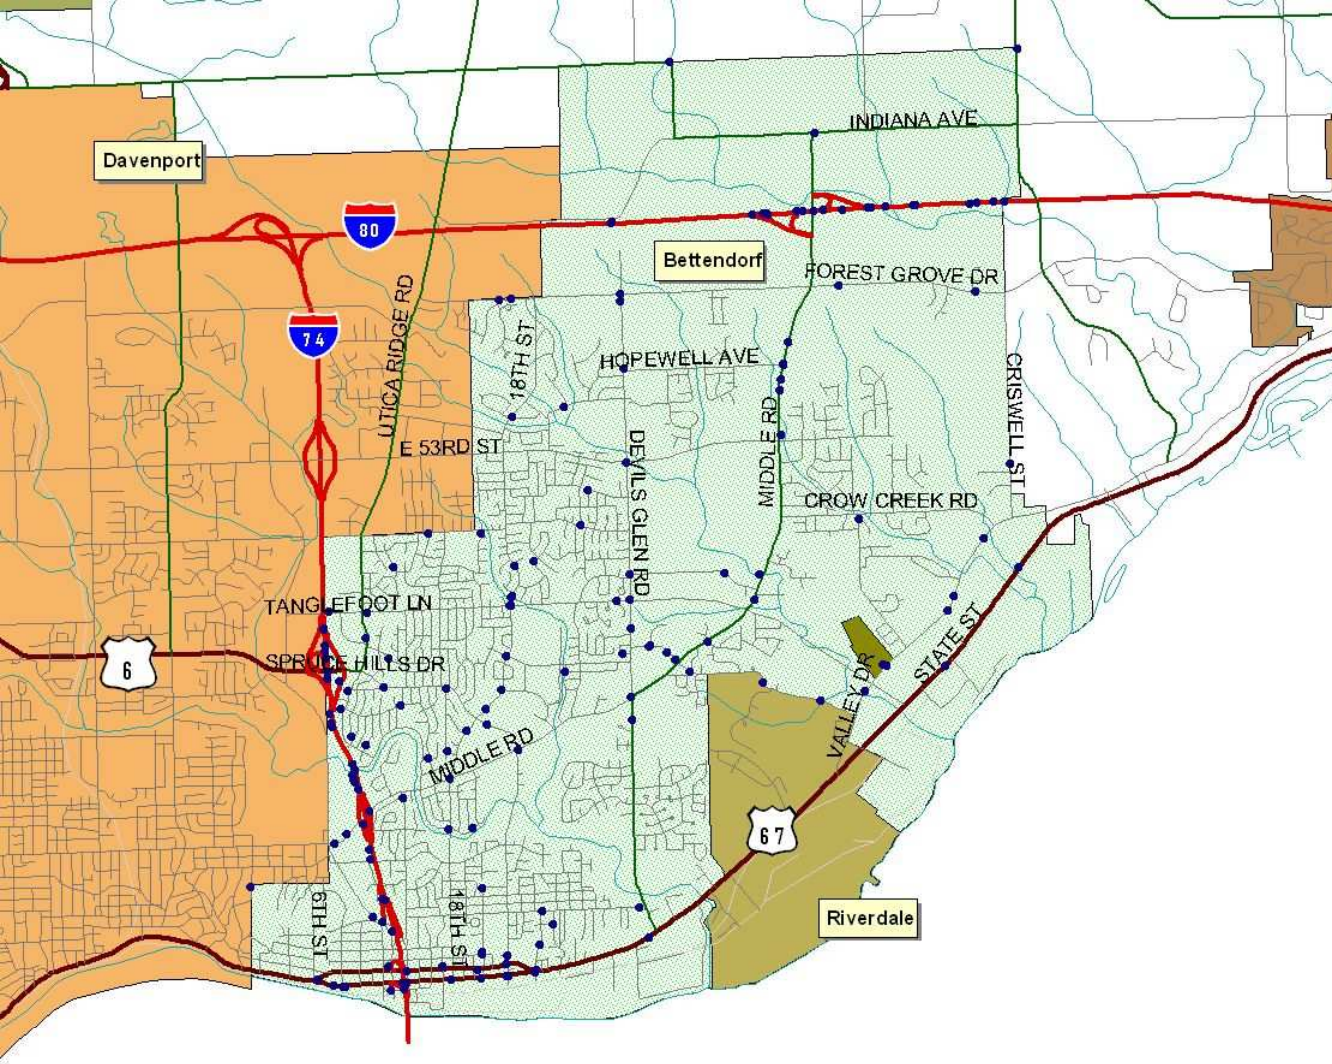 INDIANA AVE
Davenport
80
Bettendorf
FOREST GROVE DR
74
UTICA RIDGE RD
18TH ST
HOPEWELL AVE
CRISWELL ST
E 53RD ST
DEVILS GLEN RD
MIDDLE RD
CROW CREEK RD
TANGLEFOOT LN
6
SPRUCE HILLS DR
STATE ST
VALLEY DR
MIDDLE RD
67
6TH ST
18TH ST
Riverdale